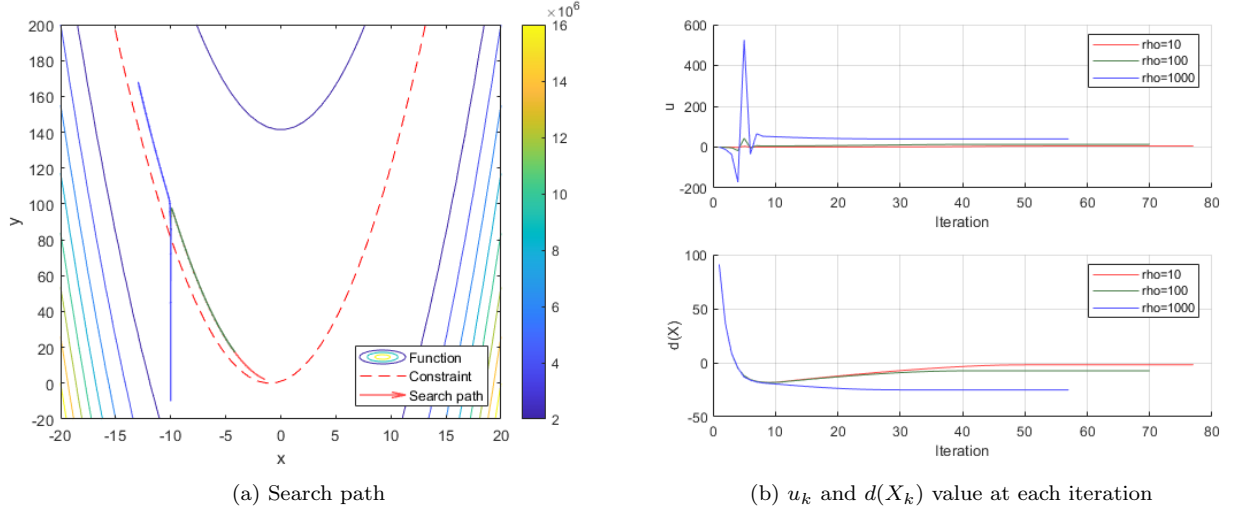 ×10⁶
200
180
160
140
120
100
80
60
40
20
0
-20
y
-20 -15 -10 -5 0 5 10 15 20
x
Function
Constraint
Search path
16
14
12
10
8
6
4
2
(a) Search path
600
400
200
0
-200
u
0 10 20 30 40 50 60 70 80
Iteration
rho=10
rho=100
rho=1000
100
50
0
-50
d(X)
0 10 20 30 40 50 60 70 80
Iteration
rho=10
rho=100
rho=1000
(b) uₖ and d(Xₖ) value at each iteration